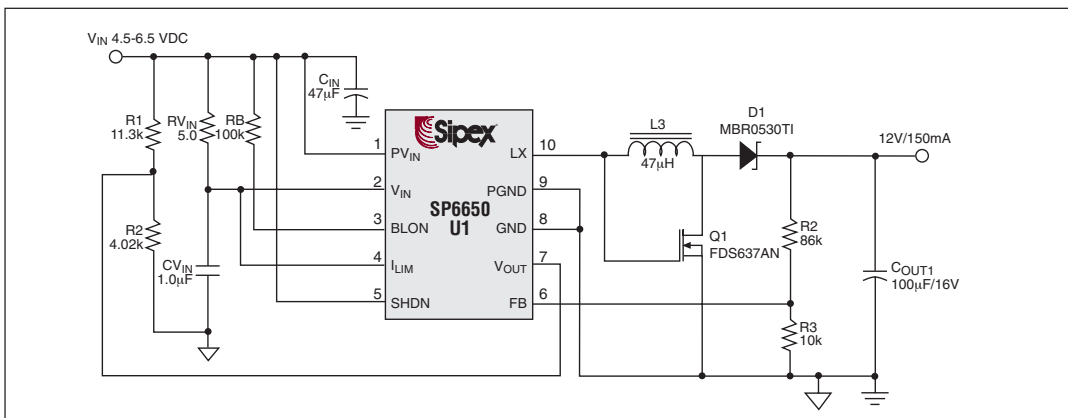 VIN 4.5-6.5 VDC
R1
11.3k
RVIN
5.0
RB
100k
CIN
47µF
R2
4.02k
CVIN
1.0µF
Sipex
SP6650
U1
1
PVIN
2
VIN
3
BLON
4
ILIM
5
SHDN
10
LX
9
PGND
8
GND
7
VOUT
6
FB
L3
47µH
D1
MBR0530TI
12V/150mA
Q1
FDS637AN
R2
86k
R3
10k
COUT1
100µF/16V